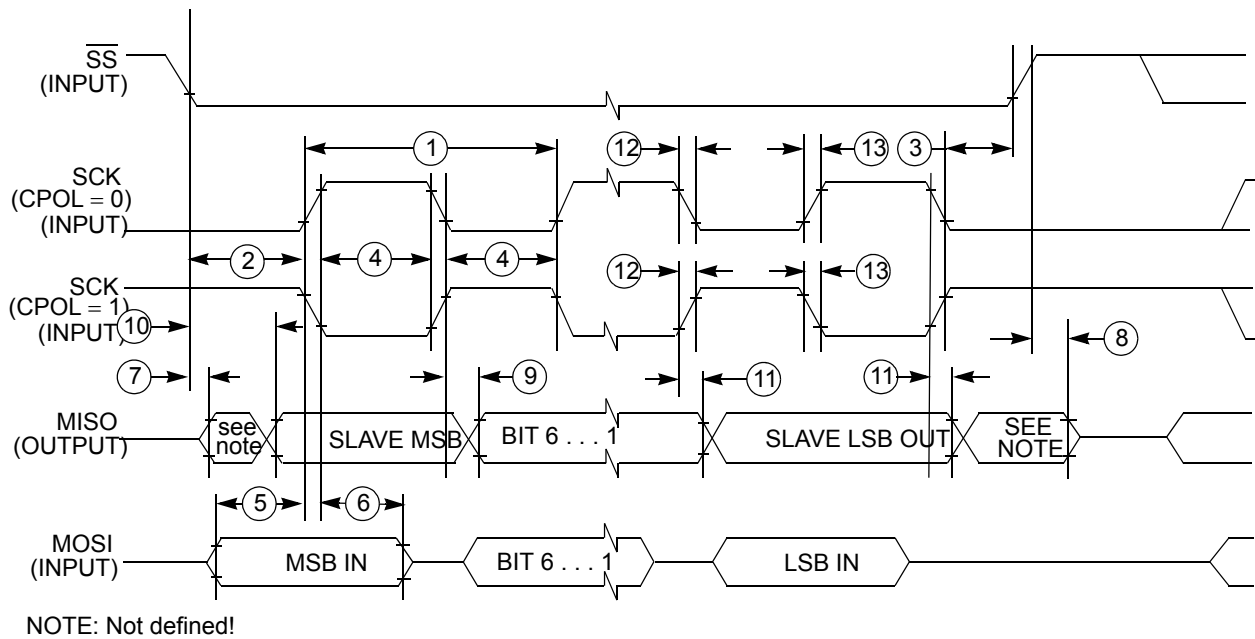 SS
(INPUT)
1
12
13
3
SCK
(CPOL = 0)
(INPUT)
2
4
4
12
13
SCK
(CPOL = 1)
(INPUT)
10
8
7
9
11
11
MISO
(OUTPUT)
see
note
SLAVE MSB
BIT 6 . . . 1
SLAVE LSB OUT
SEE
NOTE
5
6
MOSI
(INPUT)
MSB IN
BIT 6 . . . 1
LSB IN
NOTE: Not defined!